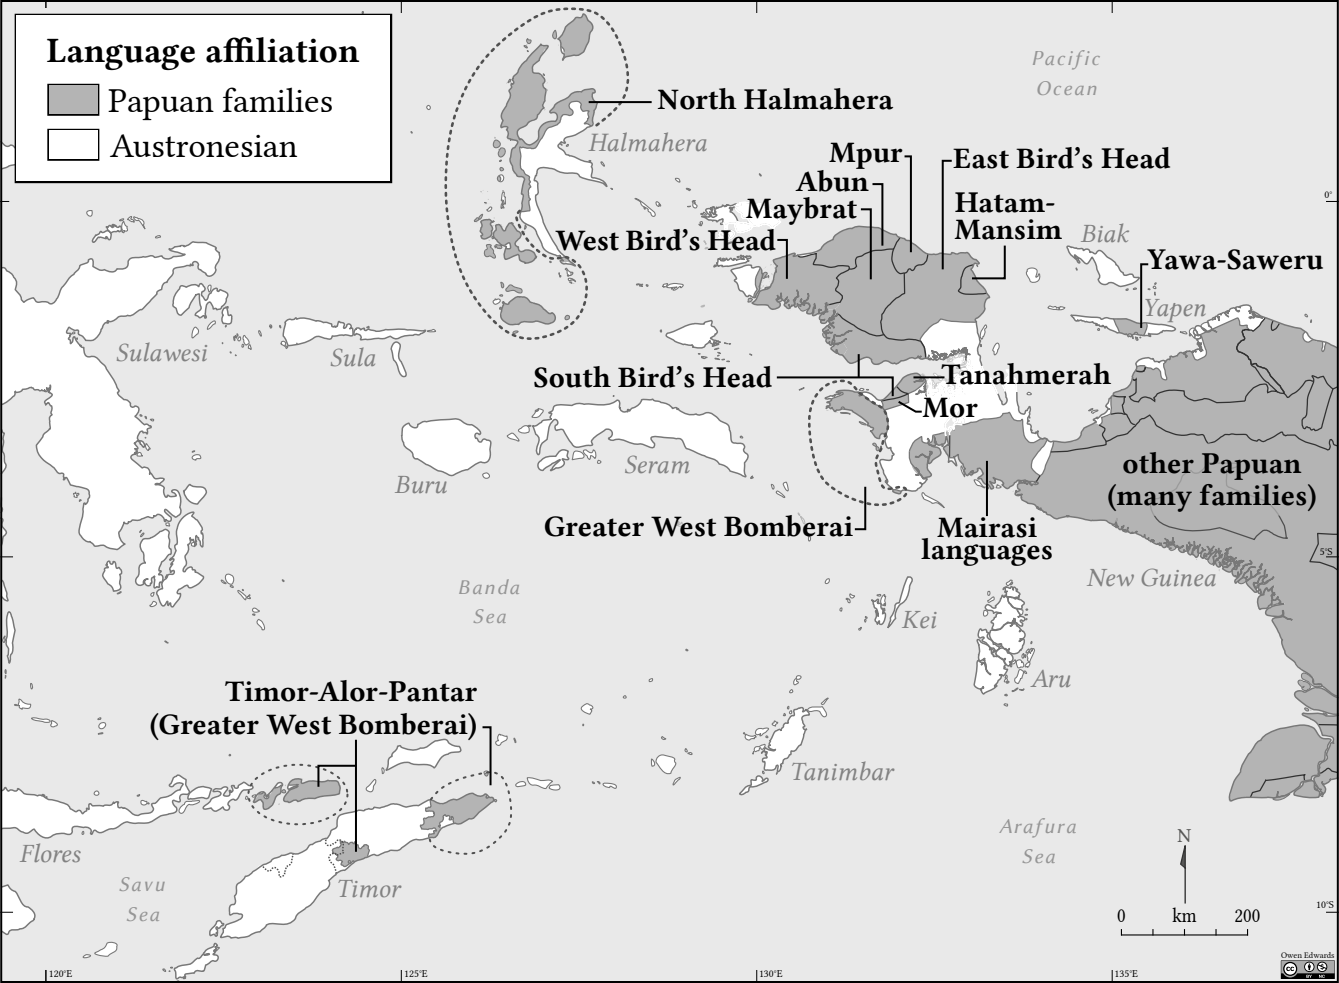 Language affiliation
Papuan families
Austronesian
Pacific
Ocean
North Halmahera
Halmahera
Mpur
East Bird's Head
Abun
Maybrat
Hatam-
Mansim
West Bird's Head
Biak
Yawa-Saweru
Yapen
0°
Sulawesi
Sula
South Bird's Head
Tanahmerah
Mor
Buru
Seram
other Papuan
(many families)
Greater West Bomberai
Mairasi
languages
5°S
New Guinea
Banda
Sea
Kei
Aru
Timor-Alor-Pantar
(Greater West Bomberai)
Tanimbar
Flores
Timor
Savu
Sea
Arafura
Sea
N
0 km 200
10°S
120°E
125°E
130°E
135°E
Owen Edwards
cc
BY NC